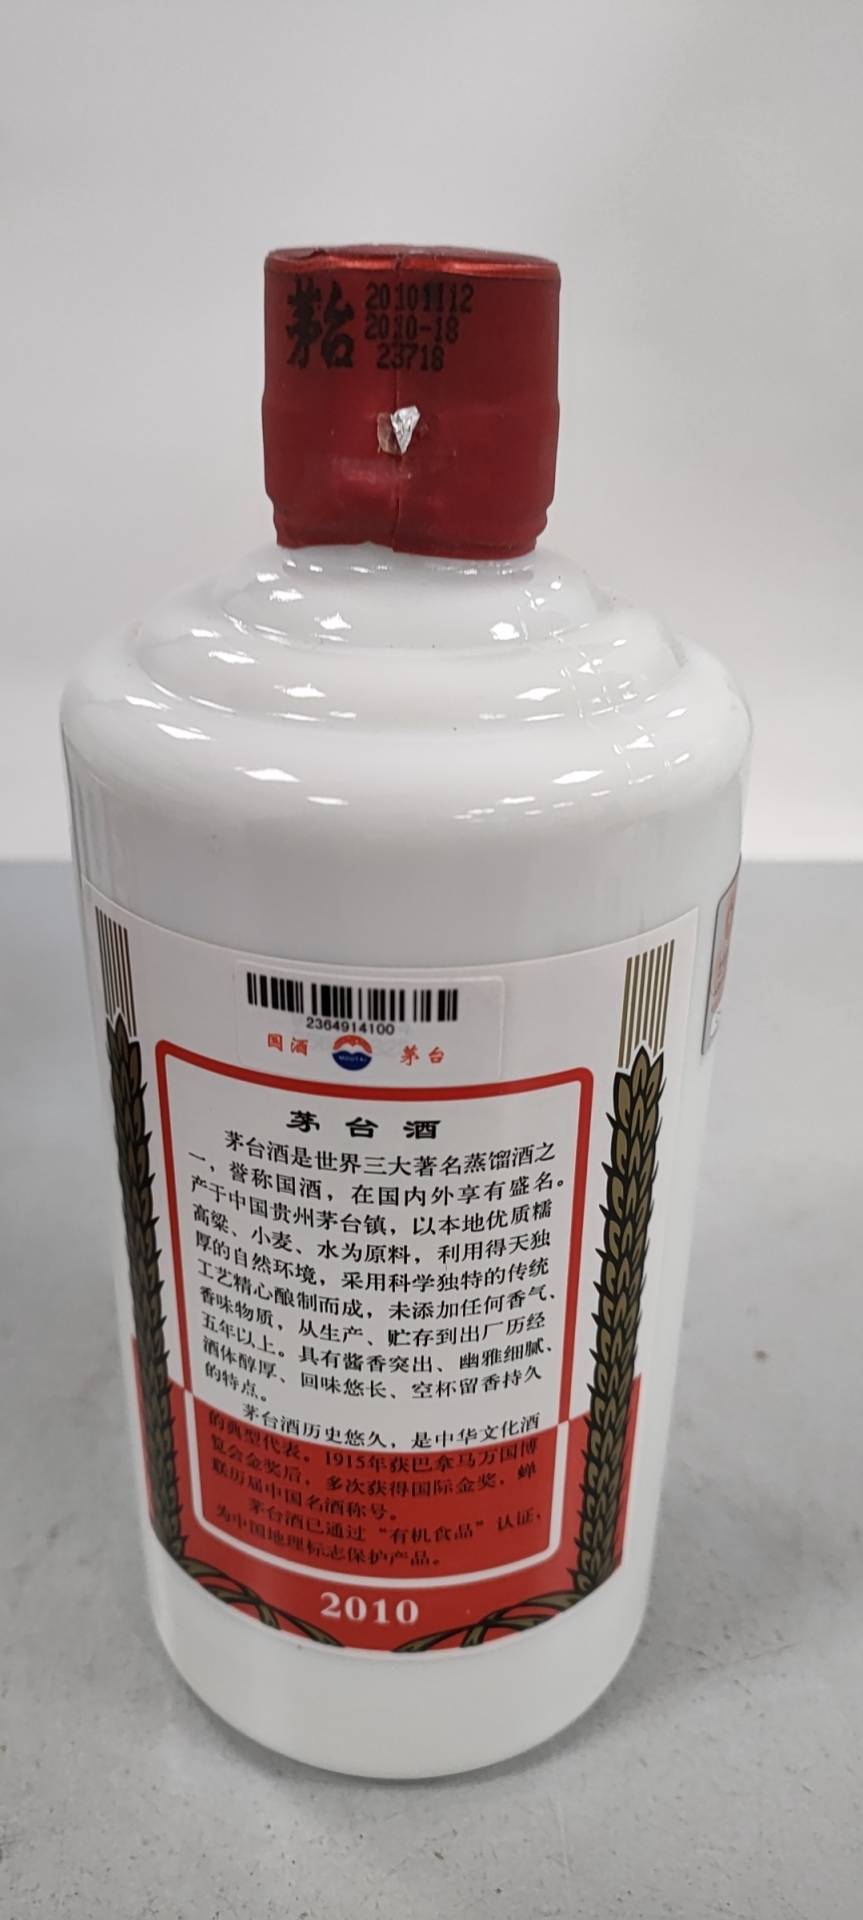 茅台
20101112
2010-18
23718
2364914100
国酒
MOUTAI
茅台
茅台酒
茅台酒是世界三大著名蒸馏酒之
一，誉称国酒，在国内外享有盛名。
产于中国贵州茅台镇，以本地优质糯
高粱、小麦、水为原料，利用得天独
厚的自然环境，采用科学独特的传统
工艺精心酿制而成，未添加任何香气、
香味物质，从生产、贮存到出厂历经
五年以上。具有酱香突出、幽雅细腻、
酒体醇厚、回味悠长、空杯留香持久
的特点。
茅台酒历史悠久，是中华文化酒
的典型代表。1915年获巴拿马万国博
览会金奖后，多次获得国际金奖，蝉
联历届中国名酒称号。
茅台酒已通过“有机食品”认证，
为中国地理标志保护产品。
2010